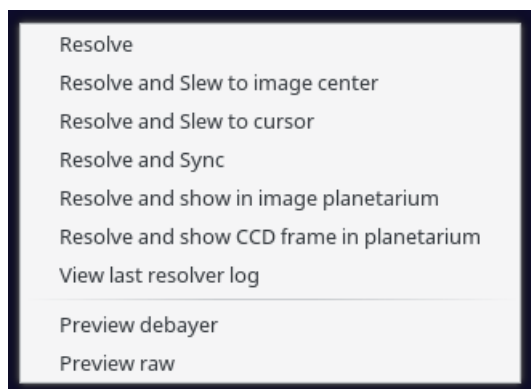 Resolve
Resolve and Slew to image center
Resolve and Slew to cursor
Resolve and Sync
Resolve and show in image planetarium
Resolve and show CCD frame in planetarium
View last resolver log
Preview debayer
Preview raw